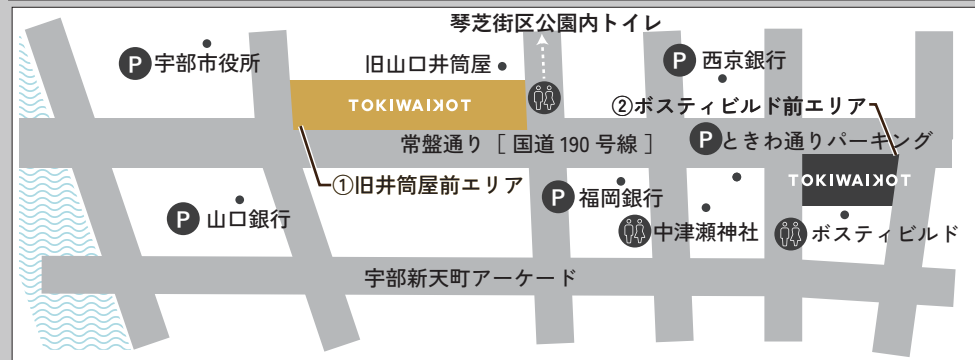 琴芝街区公園内トイレ
P 宇部市役所
旧山口井筒屋
P 西京銀行
TOKIWAIKOT
②ボスティビルド前エリア
常盤通り[国道190号線]
P ときわ通りパーキング
①旧井筒屋前エリア
TOKIWAIKOT
P 福岡銀行
P 山口銀行
中津瀬神社
ボスティビルド
宇部新天町アーケード